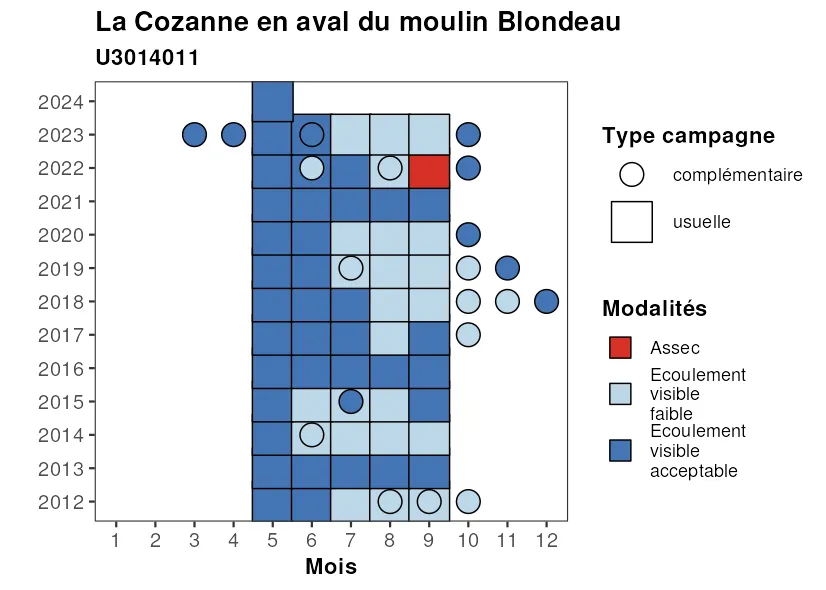 La Cozanne en aval du moulin Blondeau
U3014011
2024
2023
2022
2021
2020
2019
2018
2017
2016
2015
2014
2013
2012
1 2 3 4 5 6 7 8 9 10 11 12
Mois
Type campagne
complémentaire
usuelle
Modalités
Assec
Ecoulement
visible
faible
Ecoulement
visible
acceptable